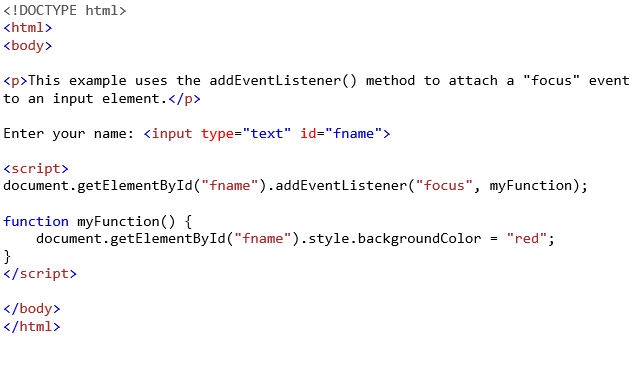 <!DOCTYPE html>
<html>
<body>
<p>This example uses the addEventListener() method to attach a "focus" event
to an input element.</p>
Enter your name: <input type="text" id="fname">
<script>
document.getElementById("fname").addEventListener("focus", myFunction);
function myFunction() {
    document.getElementById("fname").style.backgroundColor = "red";
}
</script>
</body>
</html>